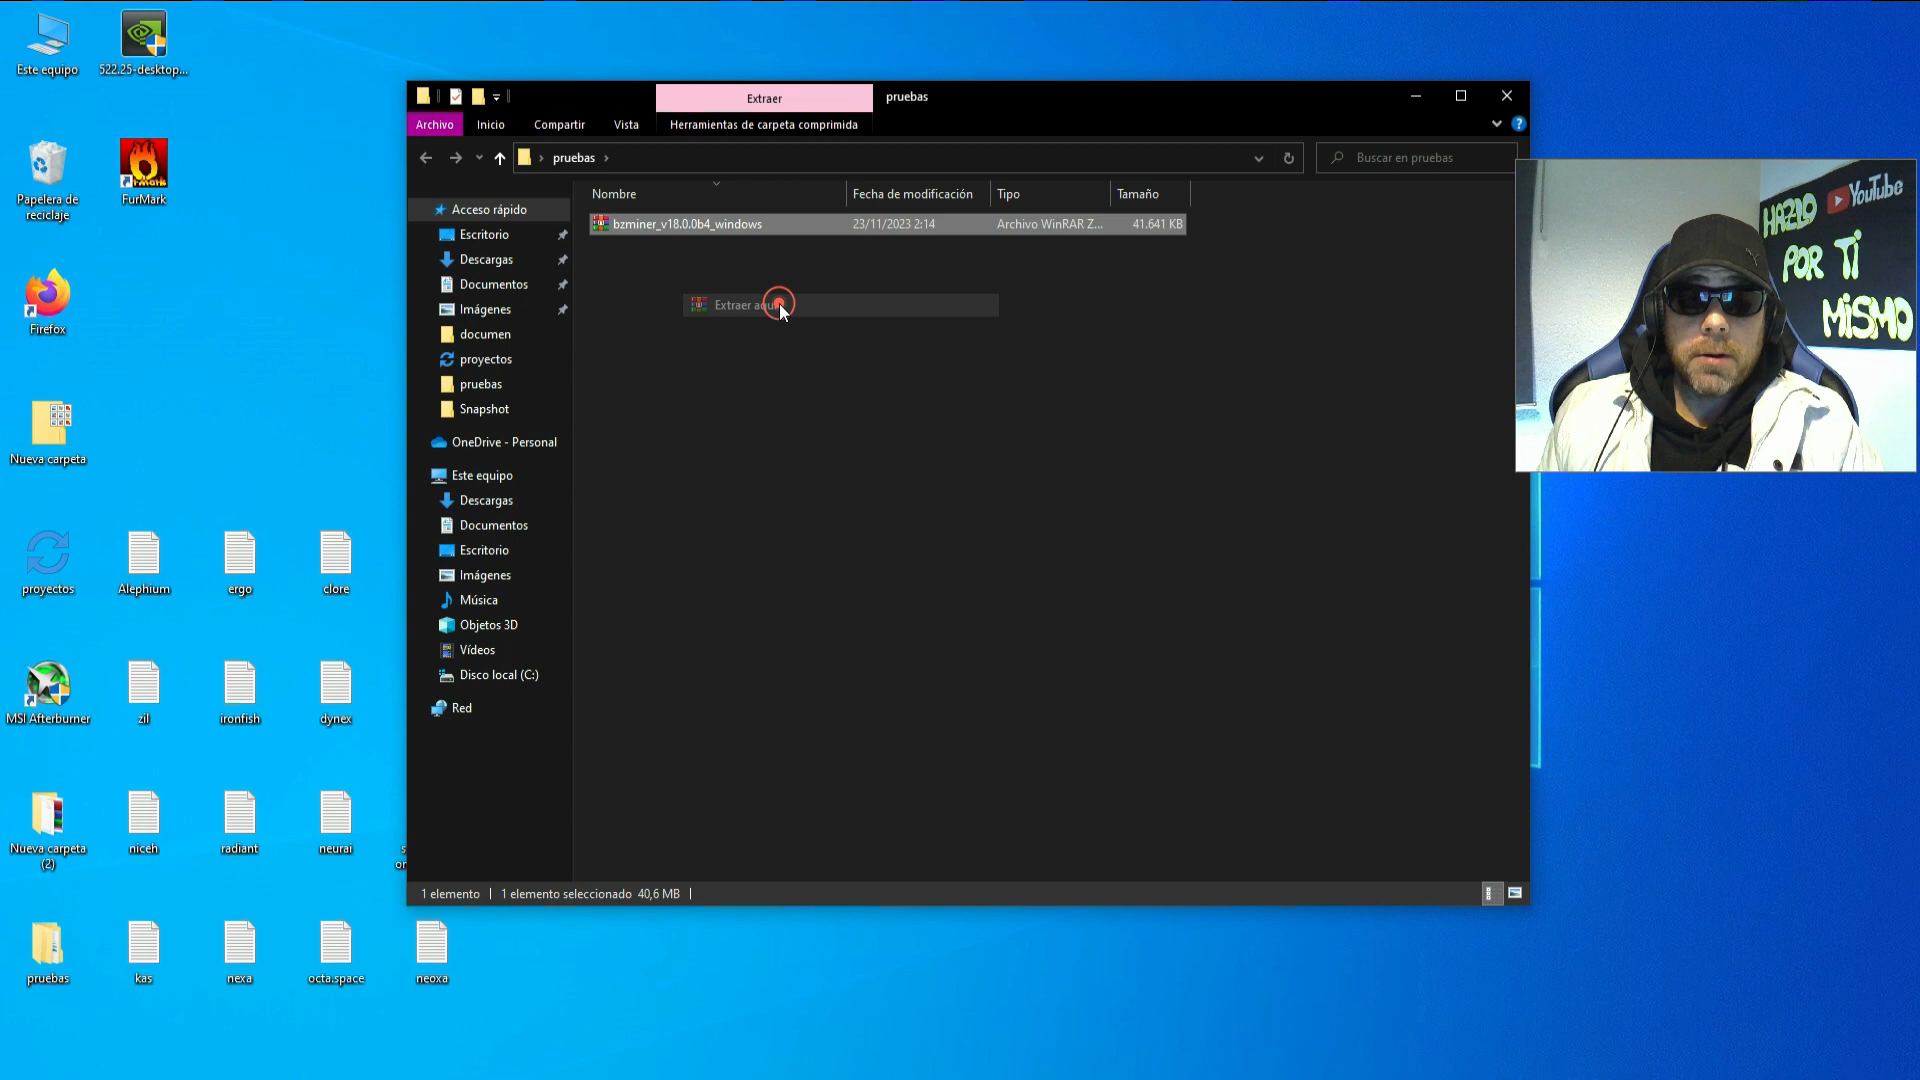 Este equipo
522.25-desktop...
Papelera de
reciclaje
FurMark
Firefox
Nueva carpeta
proyectos
Alephium
ergo
clore
MSI Afterburner
zil
ironfish
dynex
Nueva carpeta
(2)
niceh
radiant
neurai
pruebas
kas
nexa
octa.space
neoxa
Extraer
pruebas
Archivo
Inicio
Compartir
Vista
Herramientas de carpeta comprimida
pruebas
Buscar en pruebas
Nombre
Fecha de modificación
Tipo
Tamaño
bzminer_v18.0.0b4_windows
23/11/2023 2:14
Archivo WinRAR Z...
41.641 KB
Extraer aquí
Acceso rápido
Escritorio
Descargas
Documentos
Imágenes
documen
proyectos
pruebas
Snapshot
OneDrive - Personal
Este equipo
Descargas
Documentos
Escritorio
Imágenes
Música
Objetos 3D
Vídeos
Disco local (C:)
Red
1 elemento
1 elemento seleccionado 40,6 MB
YouTube
HAZLO
POR TI
MiSMO